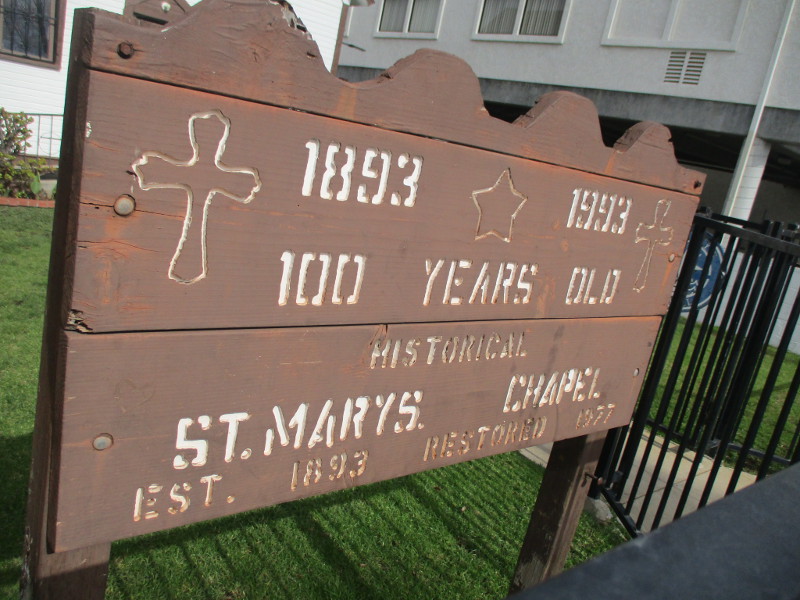 1893 1993
100 YEARS OLD
HISTORICAL
ST. MARYS. CHAPEL
EST. 1893 RESTORED 1977